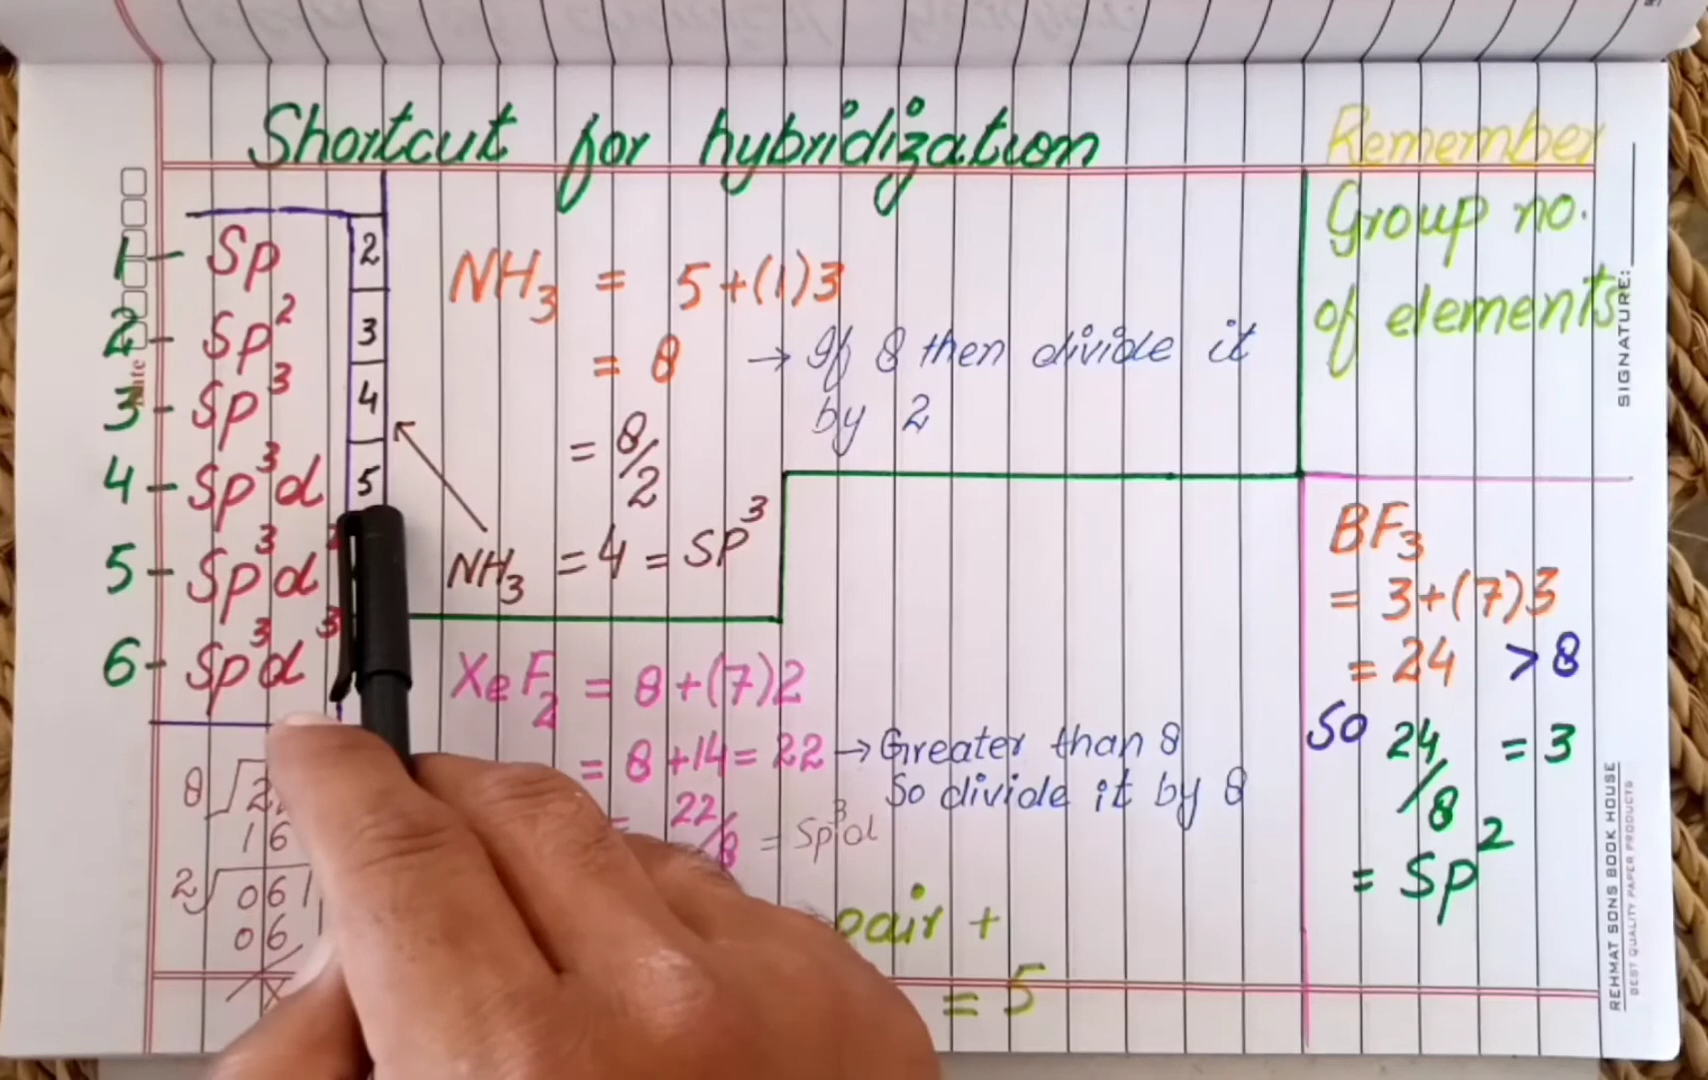 Shortcut for hybridization
Remember
Group no.
of elements
1 - Sp 2
2 - Sp² 3
3 - Sp³ 4
4 - Sp³d 5
5 - Sp³d²
6 - Sp³d³
NH₃ = 5+(1)3
= 8 → If 8 then divide it
by 2
= 8/2
NH₃ = 4 = SP³
XeF₂ = 8+(7)2
= 8+14=22 → Greater than 8
So divide it by 8
= 22/8 = Sp³d
pair +
= 5
8
16
2 06
06
BF₃
= 3+(7)3
= 24 >8
So 24/8 = 3
= Sp²
SIGNATURE:
REHMAT SONS BOOK HOUSE
BEST QUALITY PAPER PRODUCTS